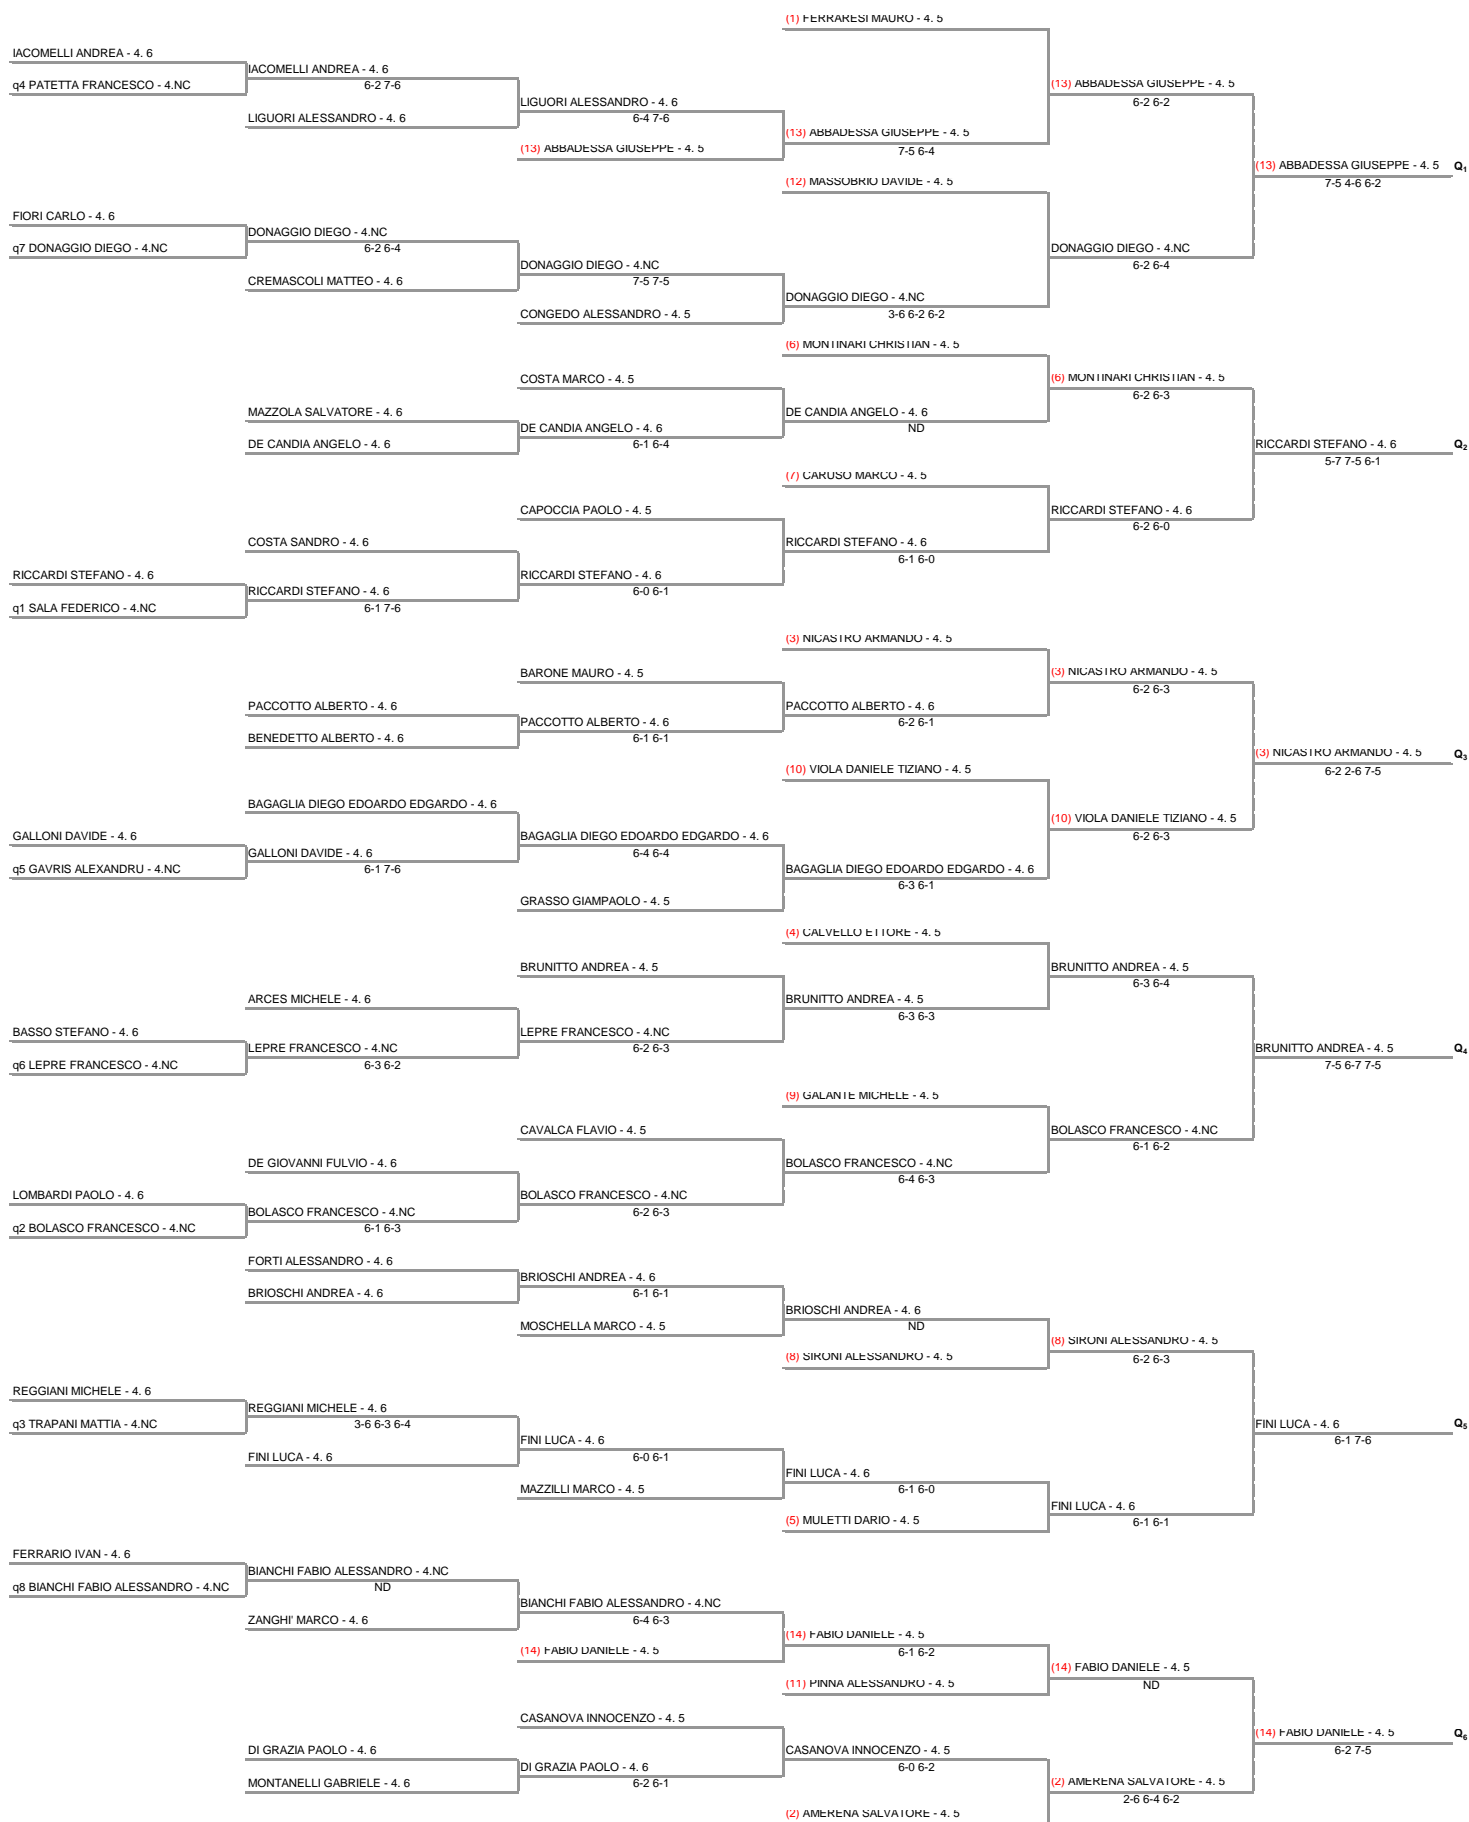 (1) FERRARESI MAURO - 4. 5
IACOMELLI ANDREA - 4. 6
IACOMELLI ANDREA - 4. 6
q4 PATETTA FRANCESCO - 4.NC
6-2 7-6
(13) ABBADESSA GIUSEPPE - 4. 5
6-2 6-2
LIGUORI ALESSANDRO - 4. 6
6-4 7-6
LIGUORI ALESSANDRO - 4. 6
(13) ABBADESSA GIUSEPPE - 4. 5
7-5 6-4
(13) ABBADESSA GIUSEPPE - 4. 5
(13) ABBADESSA GIUSEPPE - 4. 5 Q1
7-5 4-6 6-2
(12) MASSOBRIO DAVIDE - 4. 5
FIORI CARLO - 4. 6
DONAGGIO DIEGO - 4.NC
q7 DONAGGIO DIEGO - 4.NC
6-2 6-4
DONAGGIO DIEGO - 4.NC
6-2 6-4
DONAGGIO DIEGO - 4.NC
7-5 7-5
CREMASCOLI MATTEO - 4. 6
DONAGGIO DIEGO - 4.NC
3-6 6-2 6-2
CONGEDO ALESSANDRO - 4. 5
(6) MONTINARI CHRISTIAN - 4. 5
COSTA MARCO - 4. 5
(6) MONTINARI CHRISTIAN - 4. 5
6-2 6-3
MAZZOLA SALVATORE - 4. 6
DE CANDIA ANGELO - 4. 6
ND
DE CANDIA ANGELO - 4. 6
6-1 6-4
DE CANDIA ANGELO - 4. 6
RICCARDI STEFANO - 4. 6 Q2
5-7 7-5 6-1
(7) CARUSO MARCO - 4. 5
CAPOCCIA PAOLO - 4. 5
RICCARDI STEFANO - 4. 6
6-2 6-0
COSTA SANDRO - 4. 6
RICCARDI STEFANO - 4. 6
6-1 6-0
RICCARDI STEFANO - 4. 6
RICCARDI STEFANO - 4. 6
6-0 6-1
RICCARDI STEFANO - 4. 6
q1 SALA FEDERICO - 4.NC
6-1 7-6
(3) NICASTRO ARMANDO - 4. 5
BARONE MAURO - 4. 5
(3) NICASTRO ARMANDO - 4. 5
6-2 6-3
PACCOTTO ALBERTO - 4. 6
PACCOTTO ALBERTO - 4. 6
6-2 6-1
PACCOTTO ALBERTO - 4. 6
6-1 6-1
BENEDETTO ALBERTO - 4. 6
(3) NICASTRO ARMANDO - 4. 5 Q3
6-2 2-6 7-5
(10) VIOLA DANIELE TIZIANO - 4. 5
BAGAGLIA DIEGO EDOARDO EDGARDO - 4. 6
(10) VIOLA DANIELE TIZIANO - 4. 5
6-2 6-3
GALLONI DAVIDE - 4. 6
BAGAGLIA DIEGO EDOARDO EDGARDO - 4. 6
6-4 6-4
GALLONI DAVIDE - 4. 6
q5 GAVRIS ALEXANDRU - 4.NC
6-1 7-6
BAGAGLIA DIEGO EDOARDO EDGARDO - 4. 6
6-3 6-1
GRASSO GIAMPAOLO - 4. 5
(4) CALVELLO ETTORE - 4. 5
BRUNITTO ANDREA - 4. 5
BRUNITTO ANDREA - 4. 5
6-3 6-4
ARCES MICHELE - 4. 6
BRUNITTO ANDREA - 4. 5
6-3 6-3
BASSO STEFANO - 4. 6
LEPRE FRANCESCO - 4.NC
6-2 6-3
LEPRE FRANCESCO - 4.NC
q6 LEPRE FRANCESCO - 4.NC
6-3 6-2
BRUNITTO ANDREA - 4. 5 Q4
7-5 6-7 7-5
(9) GALANTE MICHELE - 4. 5
CAVALCA FLAVIO - 4. 5
BOLASCO FRANCESCO - 4.NC
6-1 6-2
DE GIOVANNI FULVIO - 4. 6
BOLASCO FRANCESCO - 4.NC
6-4 6-3
LOMBARDI PAOLO - 4. 6
BOLASCO FRANCESCO - 4.NC
6-2 6-3
BOLASCO FRANCESCO - 4.NC
q2 BOLASCO FRANCESCO - 4.NC
6-1 6-3
FORTI ALESSANDRO - 4. 6
BRIOSCHI ANDREA - 4. 6
6-1 6-1
BRIOSCHI ANDREA - 4. 6
BRIOSCHI ANDREA - 4. 6
ND
MOSCHELLA MARCO - 4. 5
(8) SIRONI ALESSANDRO - 4. 5
6-2 6-3
(8) SIRONI ALESSANDRO - 4. 5
REGGIANI MICHELE - 4. 6
REGGIANI MICHELE - 4. 6
q3 TRAPANI MATTIA - 4.NC
3-6 6-3 6-4
FINI LUCA - 4. 6 Q5
6-1 7-6
FINI LUCA - 4. 6
6-0 6-1
FINI LUCA - 4. 6
FINI LUCA - 4. 6
6-1 6-0
MAZZILLI MARCO - 4. 5
FINI LUCA - 4. 6
6-1 6-1
(5) MULETTI DARIO - 4. 5
FERRARIO IVAN - 4. 6
BIANCHI FABIO ALESSANDRO - 4.NC
q8 BIANCHI FABIO ALESSANDRO - 4.NC
ND
BIANCHI FABIO ALESSANDRO - 4.NC
6-4 6-3
ZANGHI' MARCO - 4. 6
(14) FABIO DANIELE - 4. 5
6-1 6-2
(14) FABIO DANIELE - 4. 5
(14) FABIO DANIELE - 4. 5
ND
(11) PINNA ALESSANDRO - 4. 5
CASANOVA INNOCENZO - 4. 5
(14) FABIO DANIELE - 4. 5 Q6
6-2 7-5
DI GRAZIA PAOLO - 4. 6
CASANOVA INNOCENZO - 4. 5
6-0 6-2
DI GRAZIA PAOLO - 4. 6
6-2 6-1
MONTANELLI GABRIELE - 4. 6
(2) AMERENA SALVATORE - 4. 5
2-6 6-4 6-2
(2) AMERENA SALVATORE - 4. 5